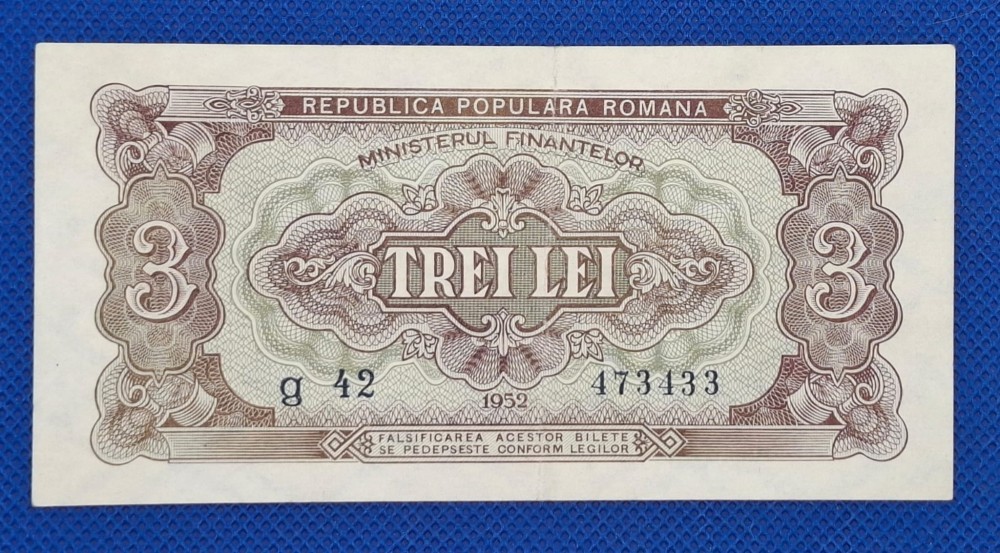 REPUBLICA POPULARA ROMANA
MINISTERUL FINANTELOR
3 TREI LEI 3
g 42 473433
1952
FALSIFICAREA ACESTOR BILETE
SE PEDEPSESTE CONFORM LEGILOR